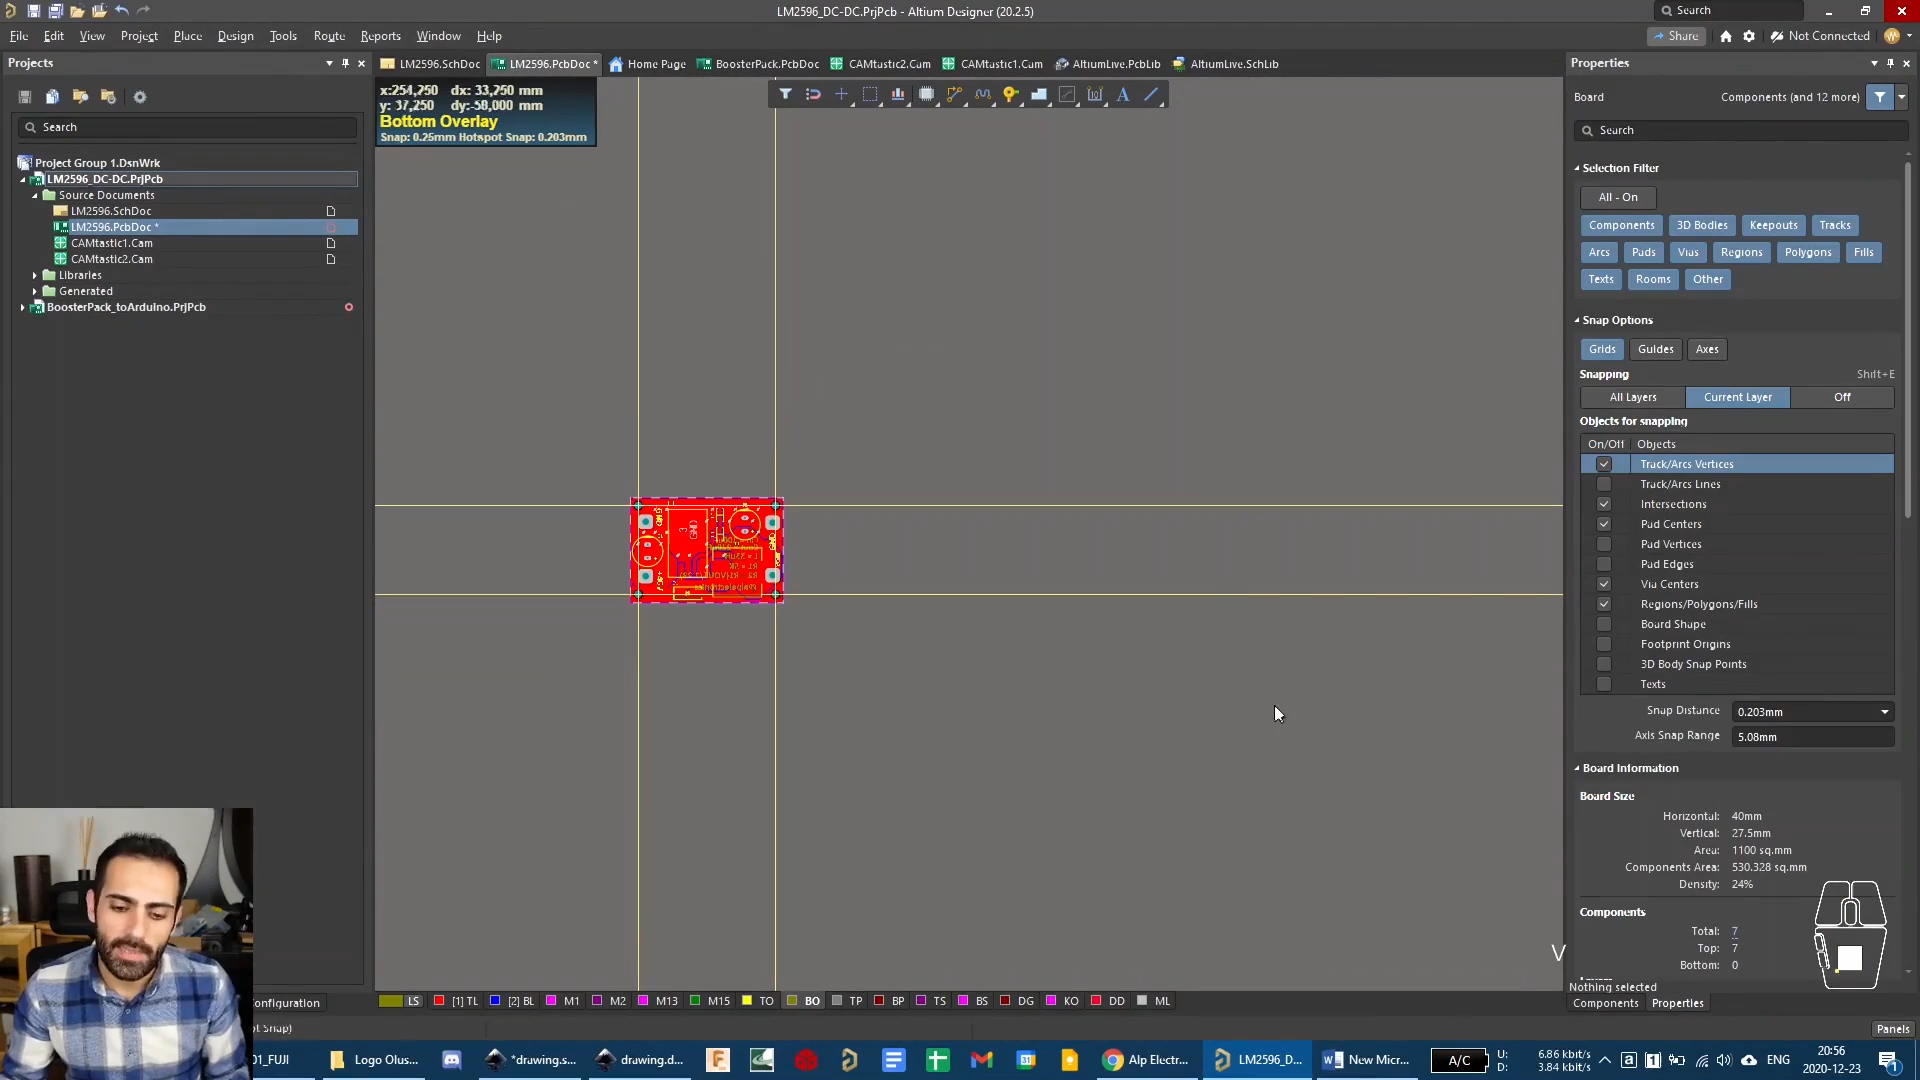 LM2596_DC-DC.PrjPcb - Altium Designer (20.2.5)
Search
File Edit View Project Place Design Tools Route Reports Window Help
Share
Not Connected
Projects
LM2596.SchDoc
LM2596.PcbDoc *
Home Page
BoosterPack.PcbDoc
CAMtastic2.Cam
CAMtastic1.Cam
AltiumLive.PcbLib
AltiumLive.SchLib
Search
Project Group 1.DsnWrk
LM2596_DC-DC.PrjPcb
Source Documents
LM2596.SchDoc
LM2596.PcbDoc *
CAMtastic1.Cam
CAMtastic2.Cam
Libraries
Generated
BoosterPack_toArduino.PrjPcb
x:254,250 dx: 33,250 mm
y: 37,250 dy:-58,000 mm
Bottom Overlay
Snap: 0.25mm Hotspot Snap: 0.203mm
Properties
Board
Components (and 12 more)
Search
Selection Filter
All - On
Components 3D Bodies Keepouts Tracks
Arcs Pads Vias Regions Polygons Fills
Texts Rooms Other
Snap Options
Grids Guides Axes
Snapping Shift+E
All Layers Current Layer Off
Objects for snapping
On/Off Objects
Track/Arcs Vertices
Track/Arcs Lines
Intersections
Pad Centers
Pad Vertices
Pad Edges
Via Centers
Regions/Polygons/Fills
Board Shape
Footprint Origins
3D Body Snap Points
Texts
Snap Distance 0.203mm
Axis Snap Range 5.08mm
Board Information
Board Size
Horizontal: 40mm
Vertical: 27.5mm
Area: 1100 sq.mm
Components Area: 530.328 sq.mm
Density: 24%
Components
Total: 7
Top: 7
Bottom: 0
V
Nothing selected
Components Properties
LS [1] TL [2] BL M1 M2 M13 M15 TO BO TP BP TS BS DG KO DD ML
Panels
01_FUJI
Logo Olus...
*drawing.s...
drawing.d...
Alp Electr...
LM2596_D...
New Micr...
A/C
U: 6.86 kbit/s
D: 3.84 kbit/s
ENG
20:56
2020-12-23
1